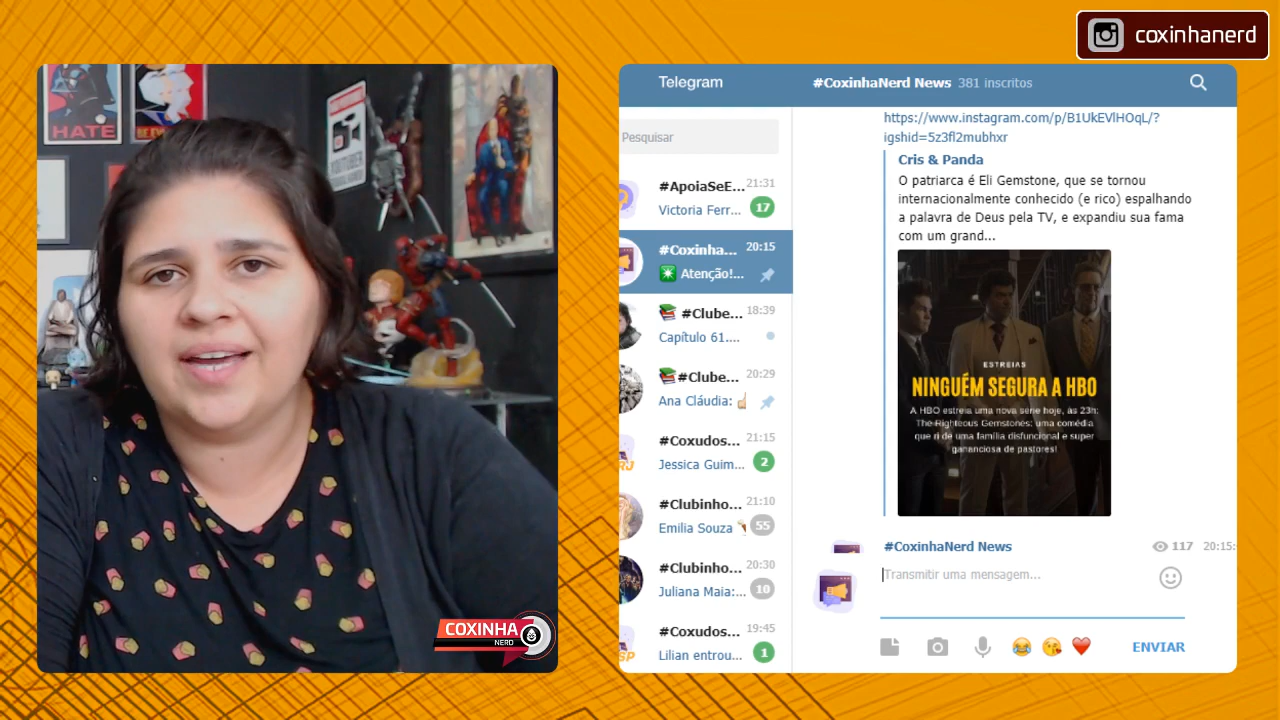 coxinhanerd
HATE
YOUTUBER
COXINHA
NERD
Telegram
#CoxinhaNerd News 381 inscritos
Pesquisar
#ApoiaSeE... 21:31
Victoria Ferr... 17
#Coxinha... 20:15
Atenção!...
#Clube... 18:39
Capítulo 61....
#Clube... 20:29
Ana Cláudia:
#Coxudos... 21:15
Jessica Guim... 2
RJ
#Clubinho... 21:10
Emilia Souza 55
#Clubinho... 20:30
Juliana Maia:... 10
#Coxudos... 19:45
Lilian entrou... 1
SP
https://www.instagram.com/p/B1UkEVlHOqL/?
igshid=5z3fl2mubhxr
Cris & Panda
O patriarca é Eli Gemstone, que se tornou
internacionalmente conhecido (e rico) espalhando
a palavra de Deus pela TV, e expandiu sua fama
com um grand...
ESTREIAS
NINGUÉM SEGURA A HBO
A HBO estreia uma nova série hoje, às 23h:
The Righteous Gemstones: uma comédia
que ri de uma família disfuncional e super
gananciosa de pastores!
#CoxinhaNerd News 117 20:15:
Transmitir uma mensagem...
ENVIAR